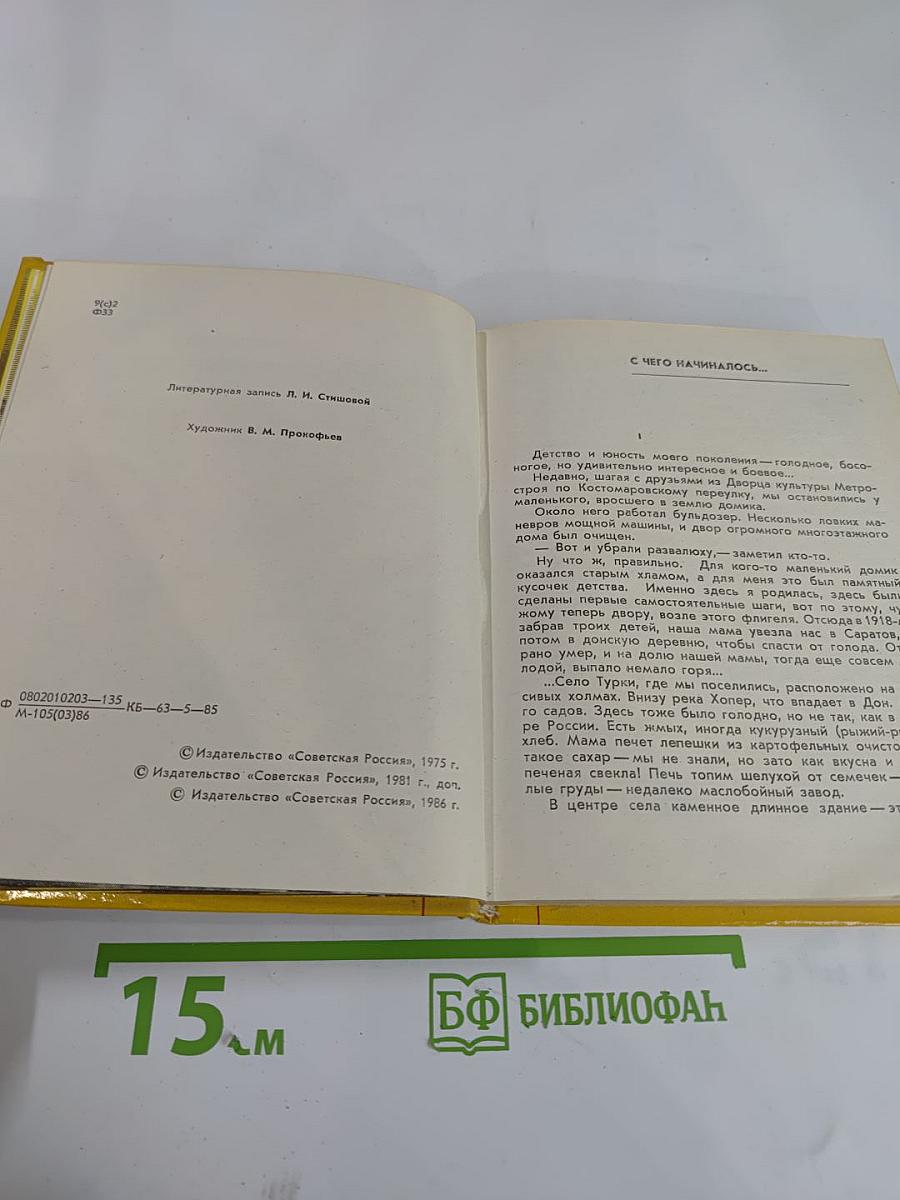 9(с)2
Ф33
Литературная запись Л. И. Стишовой
Художник В. М. Прокофьев
Ф 0802010203—135 КБ—63—5—85
М-105(03)86
© Издательство «Советская Россия», 1975 г.
© Издательство «Советская Россия», 1981 г., доп.
© Издательство «Советская Россия», 1986 г.
С ЧЕГО НАЧИНАЛОСЬ...
I
Детство и юность моего поколения — голодное, босо-
ногое, но удивительно интересное и боевое...
Недавно, шагая с друзьями из Дворца культуры Метро-
строя по Костомаровскому переулку, мы остановились у
маленького, вросшего в землю домика.
Около него работал бульдозер. Несколько ловких ма-
невров мощной машины, и двор огромного многоэтажного
дома был очищен.
— Вот и убрали развалюху,— заметил кто-то.
Ну что ж, правильно. Для кого-то маленький домик
оказался старым хламом, а для меня это был памятный
кусочек детства. Именно здесь я родилась, здесь были
сделаны первые самостоятельные шаги, вот по этому, чу-
жому теперь двору, возле этого флигеля. Отсюда в 1918-
забрав троих детей, наша мама увезла нас в Саратов,
потом в донскую деревню, чтобы спасти от голода. От
рано умер, и на долю нашей мамы, тогда еще совсем
лодой, выпало немало горя...
...Село Турки, где мы поселились, расположено на
сивых холмах. Внизу река Хопер, что впадает в Дон.
го садов. Здесь тоже было голодно, но не так, как в
ре России. Есть жмых, иногда кукурузный (рыжий-р
хлеб. Мама печет лепешки из картофельных очисто
такое сахар — мы не знали, но зато как вкусна и
печеная свекла! Печь топим шелухой от семечек —
лые груды — недалеко маслобойный завод.
В центре села каменное длинное здание — эт
15 см
БФ БИБЛИОФАН